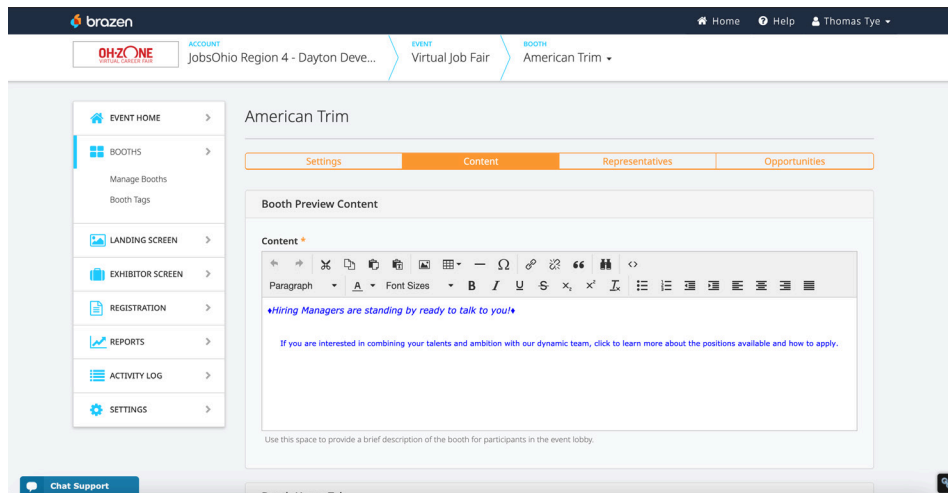 brazen
Home Help Thomas Tye
OH-ZONE
VIRTUAL CAREER FAIR
ACCOUNT
JobsOhio Region 4 - Dayton Deve...
EVENT
Virtual Job Fair
BOOTH
American Trim
EVENT HOME
BOOTHS
Manage Booths
Booth Tags
LANDING SCREEN
EXHIBITOR SCREEN
REGISTRATION
REPORTS
ACTIVITY LOG
SETTINGS
American Trim
Settings Content Representatives Opportunities
Booth Preview Content
Content *
Paragraph A Font Sizes B I U S x₂ x² Ix
♦Hiring Managers are standing by ready to talk to you!♦
If you are interested in combining your talents and ambition with our dynamic team, click to learn more about the positions available and how to apply.
Use this space to provide a brief description of the booth for participants in the event lobby.
Chat Support